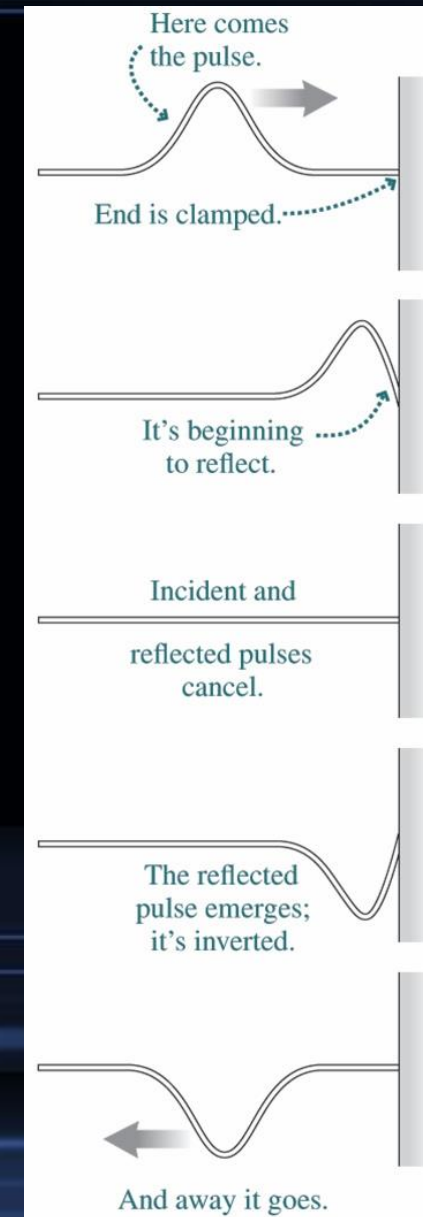 Here comes
the pulse.
End is clamped.
It's beginning
to reflect.
Incident and
reflected pulses
cancel.
The reflected
pulse emerges;
it's inverted.
And away it goes.